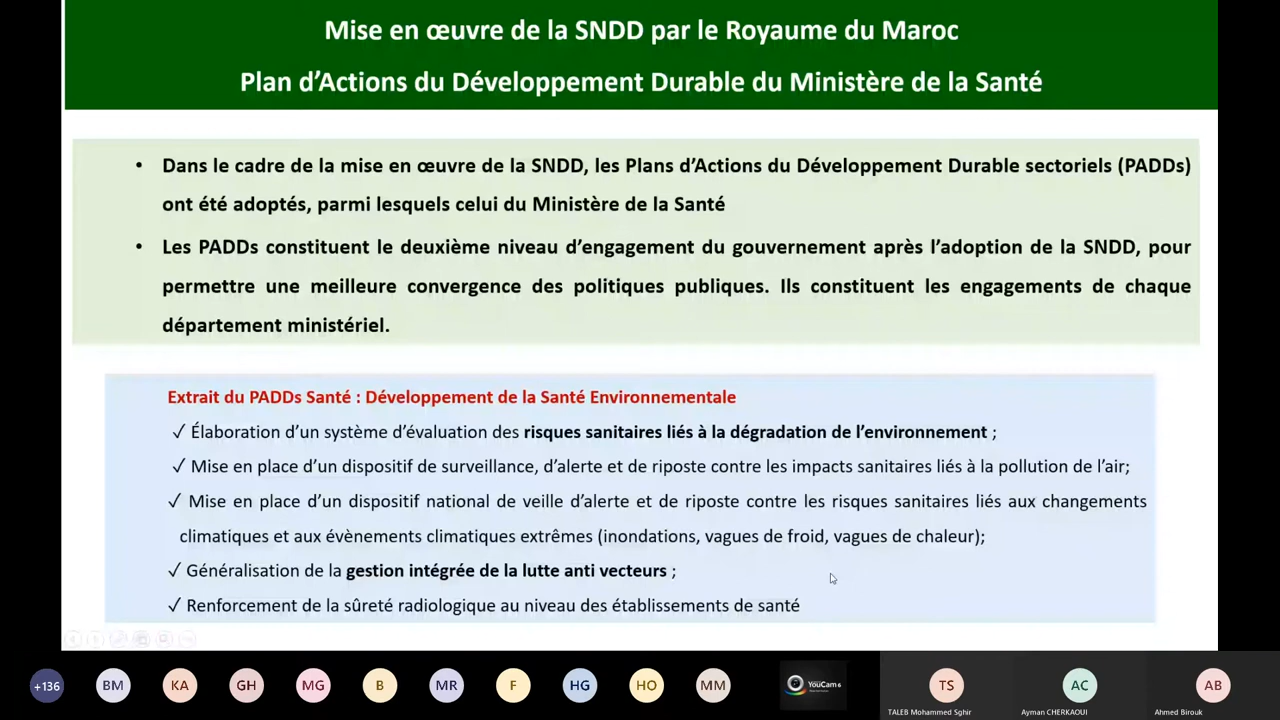 Mise en œuvre de la SNDD par le Royaume du Maroc
Plan d’Actions du Développement Durable du Ministère de la Santé
• Dans le cadre de la mise en œuvre de la SNDD, les Plans d’Actions du Développement Durable sectoriels (PADDs)
ont été adoptés, parmi lesquels celui du Ministère de la Santé
• Les PADDs constituent le deuxième niveau d’engagement du gouvernement après l’adoption de la SNDD, pour
permettre une meilleure convergence des politiques publiques. Ils constituent les engagements de chaque
département ministériel.
Extrait du PADDs Santé : Développement de la Santé Environnementale
✓ Élaboration d’un système d’évaluation des risques sanitaires liés à la dégradation de l’environnement ;
✓ Mise en place d’un dispositif de surveillance, d’alerte et de riposte contre les impacts sanitaires liés à la pollution de l’air;
✓ Mise en place d’un dispositif national de veille d’alerte et de riposte contre les risques sanitaires liés aux changements
climatiques et aux évènements climatiques extrêmes (inondations, vagues de froid, vagues de chaleur);
✓ Généralisation de la gestion intégrée de la lutte anti vecteurs ;
✓ Renforcement de la sûreté radiologique au niveau des établissements de santé
+136 BM KA GH MG B MR F HG HO MM YouCam 6 TS AC AB
TALEB Mohammed Sghir Ayman CHERKAOUI Ahmed Birouk